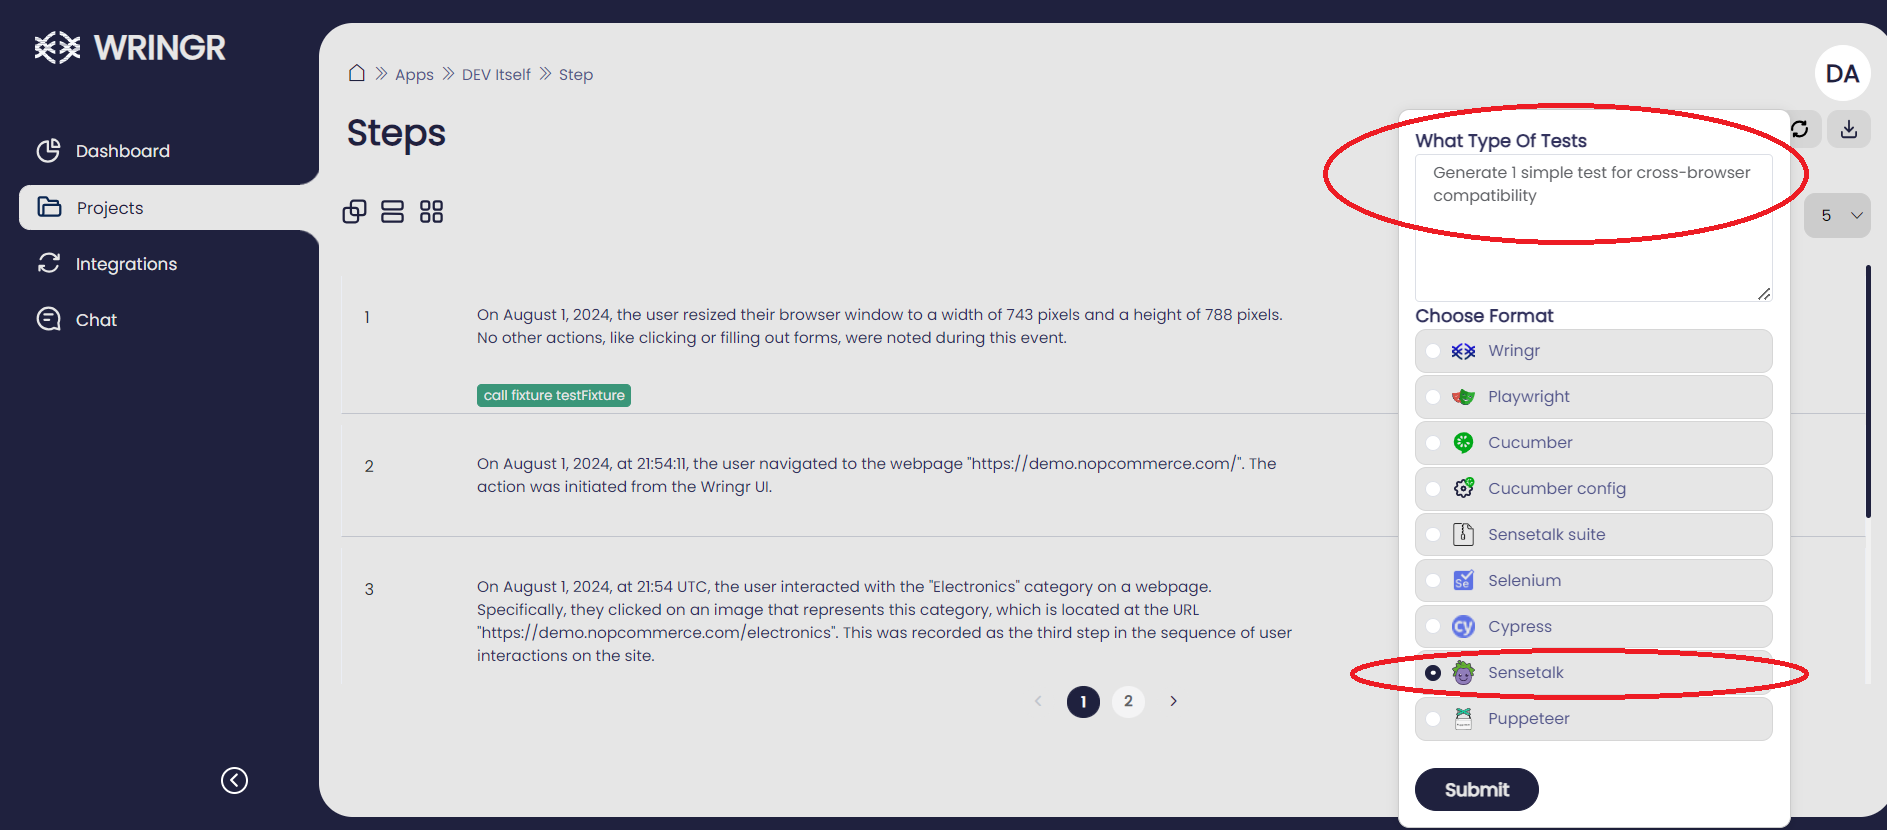 WRINGR
Dashboard
Projects
Integrations
Chat
Apps DEV Itself Step
DA
Steps
5
1
On August 1, 2024, the user resized their browser window to a width of 743 pixels and a height of 788 pixels.
No other actions, like clicking or filling out forms, were noted during this event.
call fixture testFixture
2
On August 1, 2024, at 21:54:11, the user navigated to the webpage "https://demo.nopcommerce.com/". The
action was initiated from the Wringr UI.
3
On August 1, 2024, at 21:54 UTC, the user interacted with the "Electronics" category on a webpage.
Specifically, they clicked on an image that represents this category, which is located at the URL
"https://demo.nopcommerce.com/electronics". This was recorded as the third step in the sequence of user
interactions on the site.
1 2
What Type Of Tests
Generate 1 simple test for cross-browser
compatibility
Choose Format
Wringr
Playwright
Cucumber
Cucumber config
Sensetalk suite
Se Selenium
cy Cypress
Sensetalk
Puppeteer
Submit